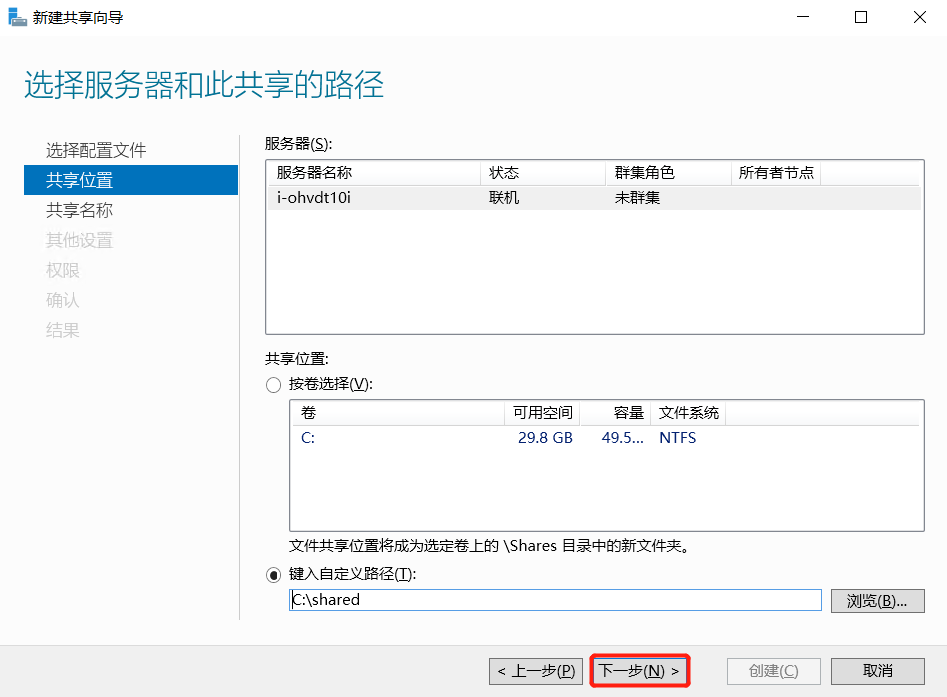 新建共享向导
选择服务器和此共享的路径
选择配置文件
共享位置
共享名称
其他设置
权限
确认
结果
服务器(S):
服务器名称 状态 群集角色 所有者节点
i-ohvdt10i 联机 未群集
共享位置:
按卷选择(V):
卷 可用空间 容量 文件系统
C: 29.8 GB 49.5... NTFS
文件共享位置将成为选定卷上的 \Shares 目录中的新文件夹。
键入自定义路径(T):
C:\shared
浏览(B)...
< 上一步(P) 下一步(N) > 创建(C) 取消